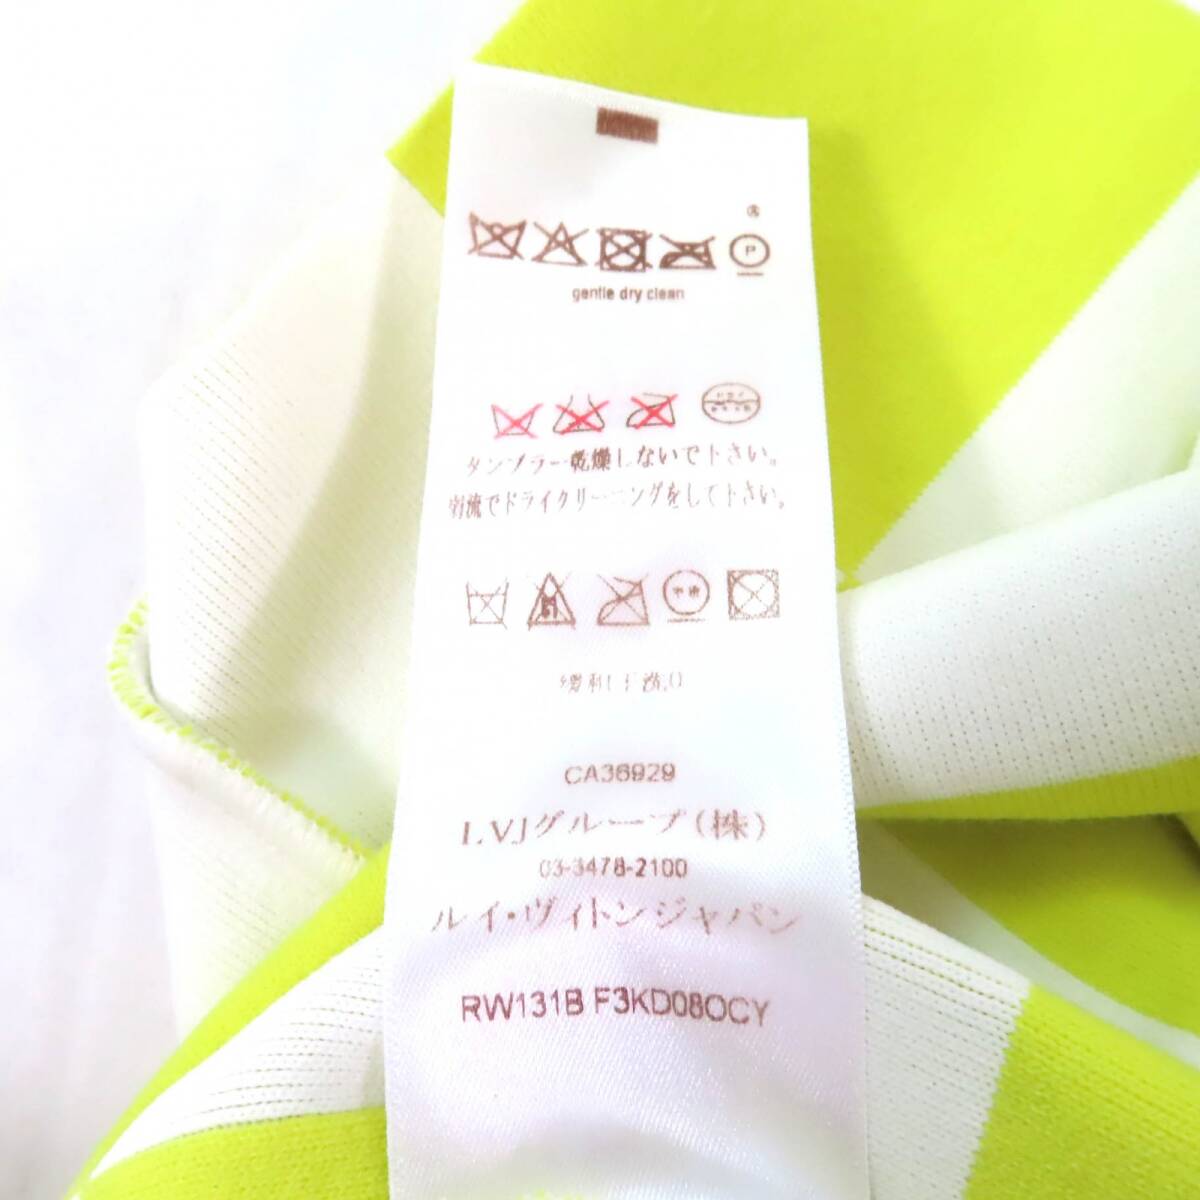 P
gentle dry clean
ドライ
タンブラー乾燥しないで下さい。
弱流でドライクリーニングをして下さい。
CA36929
LVJグループ(株)
03-3478-2100
ルイ・ヴィトンジャパン
RW131B F3KD08OCY